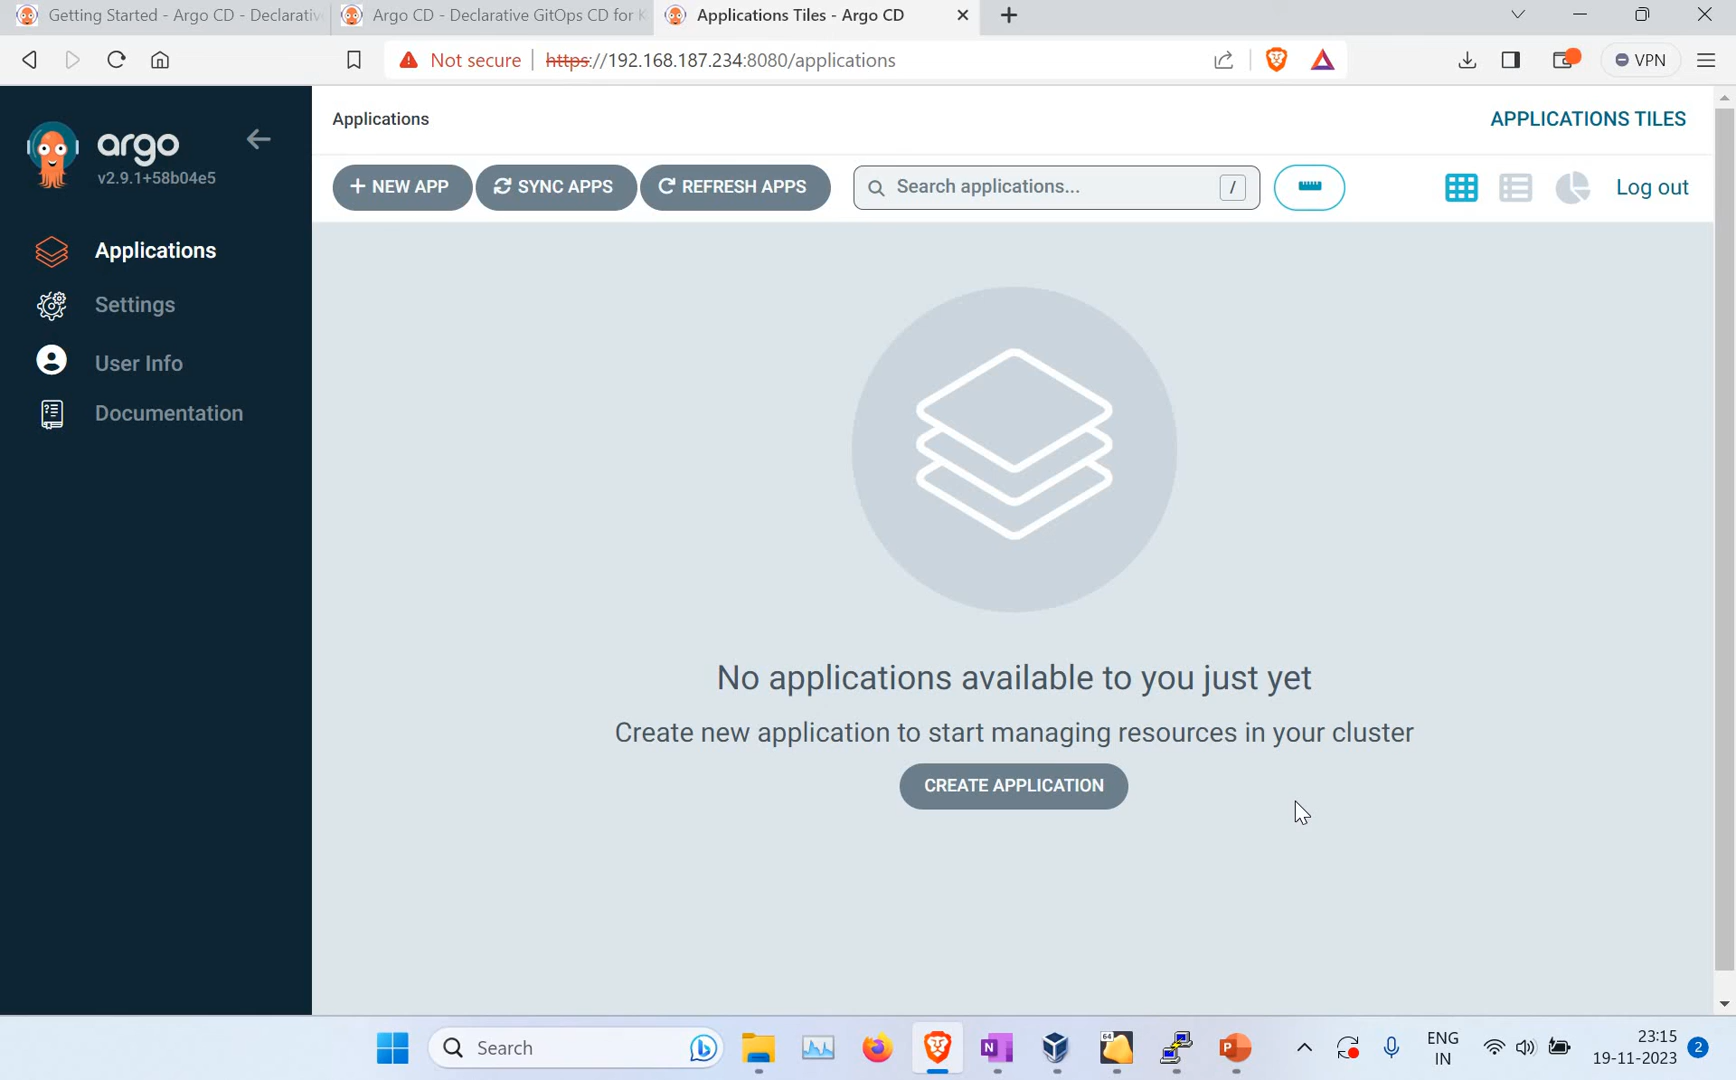 Getting Started - Argo CD - Declarativ
Argo CD - Declarative GitOps CD for K
Applications Tiles - Argo CD
Not secure
https://192.168.187.234:8080/applications
VPN
argo
v2.9.1+58b04e5
Applications
Settings
User Info
Documentation
Applications
APPLICATIONS TILES
+ NEW APP
SYNC APPS
REFRESH APPS
Search applications...
/
Log out
No applications available to you just yet
Create new application to start managing resources in your cluster
CREATE APPLICATION
Search
N
64
P
ENG
IN
23:15
19-11-2023
2